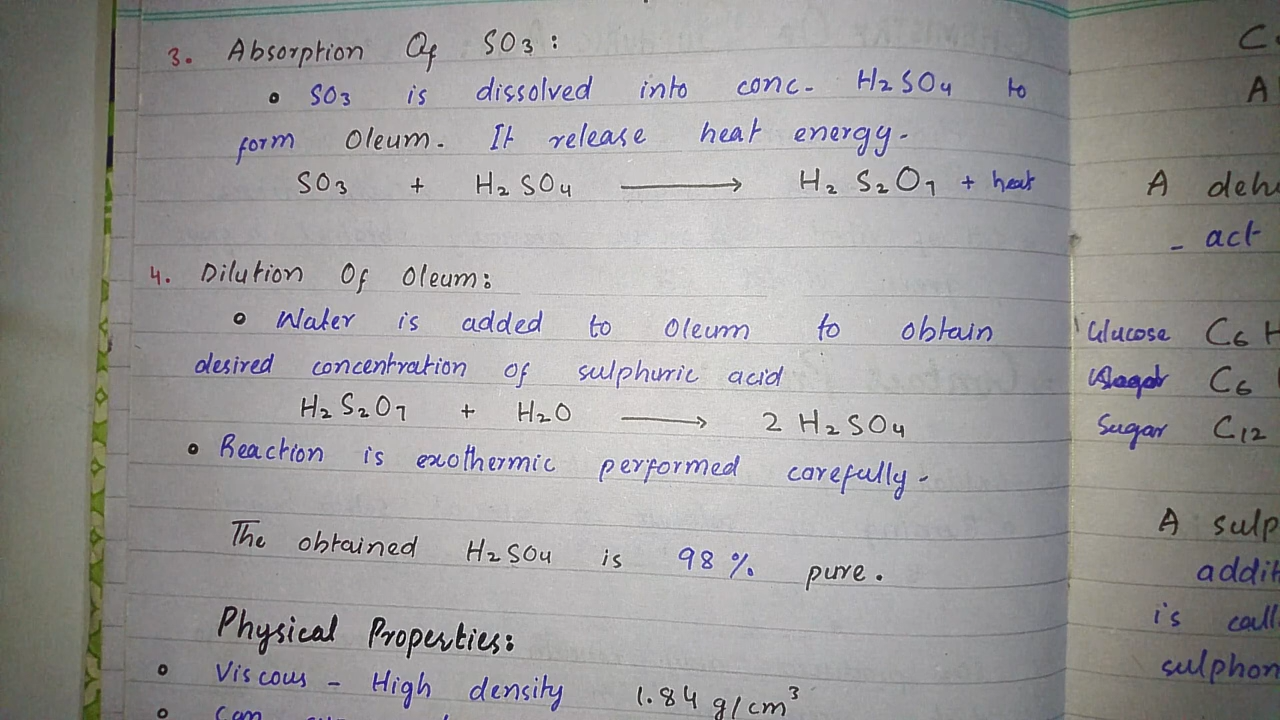 3. Absorption Of SO3 :
• SO3 is dissolved into conc. H2SO4 to
form Oleum. It release heat energy.
SO3 + H2SO4 ⟶ H2S2O7 + heat
4. Dilution Of Oleum:
• Water is added to Oleum to obtain
desired concentration of sulphuric acid
H2S2O7 + H2O ⟶ 2 H2SO4
• Reaction is exothermic performed carefully.
The obtained H2SO4 is 98 % pure.
Physical Properties:
• Viscous - High density 1.84 g/cm³
• Can
C
A
A deh
- act
Glucose C6 H
C6
Sugar C12
A sulp
addit
is call
sulphon